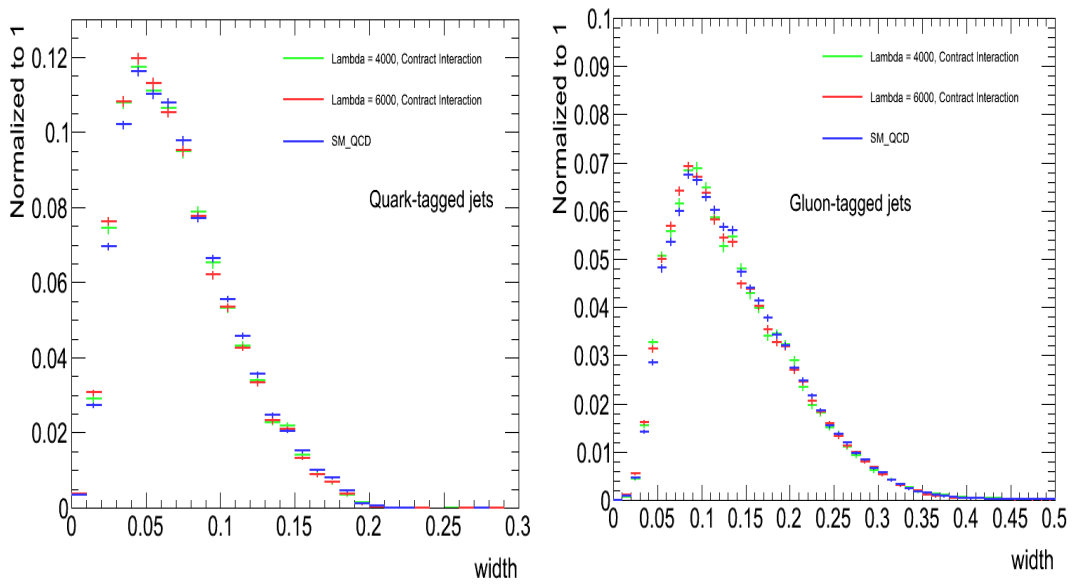 Normalized to 1
0.12
0.1
0.08
0.06
0.04
0.02
0
0 0.05 0.1 0.15 0.2 0.25 0.3
width
Lambda = 4000, Contract Interaction
Lambda = 6000, Contract Interaction
SM_QCD
Quark-tagged jets
Normalized to 1
0.1
0.09
0.08
0.07
0.06
0.05
0.04
0.03
0.02
0.01
0
0 0.05 0.1 0.15 0.2 0.25 0.3 0.35 0.4 0.45 0.5
width
Lambda = 4000, Contract Interaction
Lambda = 6000, Contract Interaction
SM_QCD
Gluon-tagged jets